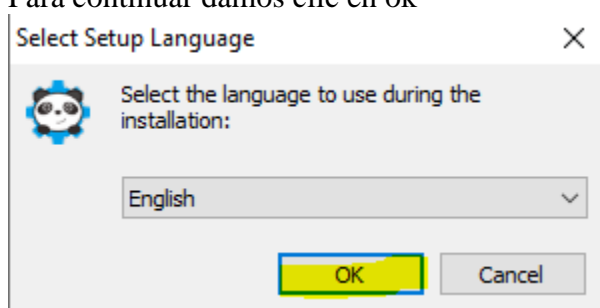 Para continuar damos clic en ok
Select Setup Language
Select the language to use during the
installation:
English
OK
Cancel